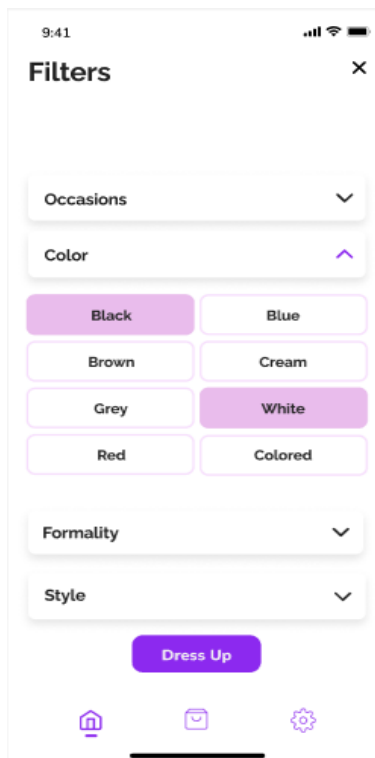 9:41
Filters
Occasions
Color
Black Blue
Brown Cream
Grey White
Red Colored
Formality
Style
Dress Up